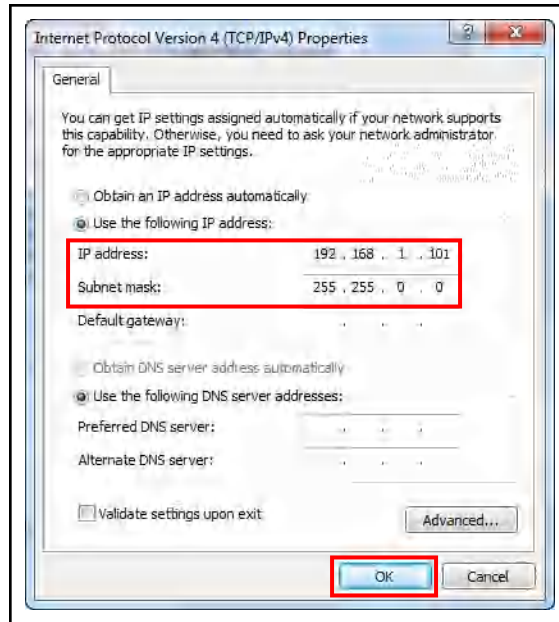 Internet Protocol Version 4 (TCP/IPv4) Properties
General
You can get IP settings assigned automatically if your network supports
this capability. Otherwise, you need to ask your network administrator
for the appropriate IP settings.
Obtain an IP address automatically
Use the following IP address:
IP address: 192 . 168 . 1 . 101
Subnet mask: 255 . 255 . 0 . 0
Default gateway: . . .
Obtain DNS server address automatically
Use the following DNS server addresses:
Preferred DNS server: . . .
Alternate DNS server: . . .
Validate settings upon exit
Advanced...
OK Cancel